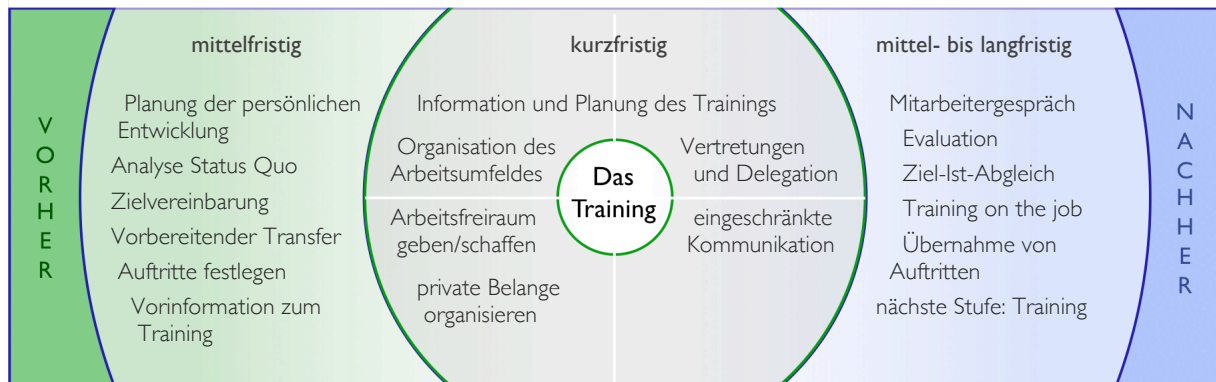 VORHER
mittelfristig
Planung der persönlichen
Entwicklung
Analyse Status Quo
Zielvereinbarung
Vorbereitender Transfer
Auftritte festlegen
Vorinformation zum
Training
kurzfristig
Information und Planung des Trainings
Organisation des
Arbeitsumfeldes
Vertretungen
und Delegation
Das
Training
Arbeitsfreiraum
geben/schaffen
eingeschränkte
Kommunikation
private Belange
organisieren
mittel- bis langfristig
Mitarbeitergespräch
Evaluation
Ziel-Ist-Abgleich
Training on the job
Übernahme von
Auftritten
nächste Stufe: Training
NACHHER